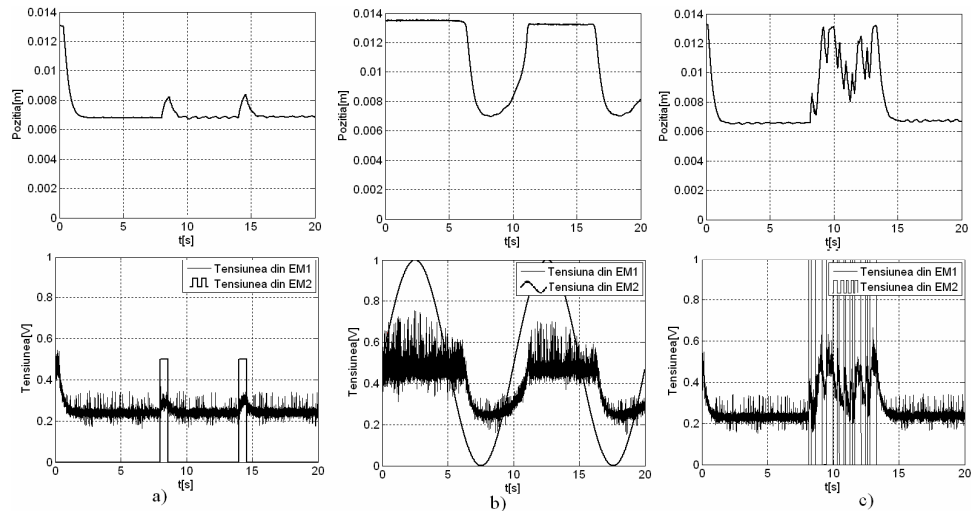 0.014
0.012
0.01
0.008
0.006
0.004
0.002
0
Pozitia[m]
0 5 10 15 20
t[s]
0.014
0.012
0.01
0.008
0.006
0.004
0.002
0
Pozitia[m]
0 5 10 15 20
t[s]
0.014
0.012
0.01
0.008
0.006
0.004
0.002
0
Pozitia[m]
0 5 10 15 20
t[s]
1
0.8
0.6
0.4
0.2
0
Tensiunea[V]
Tensiunea din EM1
Tensiunea din EM2
0 5 10 15 20
t[s]
a)
1
0.8
0.6
0.4
0.2
0
Tensiunea[V]
Tensiuna din EM1
Tensiuna din EM2
0 5 10 15 20
t[s]
b)
1
0.8
0.6
0.4
0.2
0
Tensiunea[V]
Tensiunea din EM1
Tensiunea din EM2
0 5 10 15 20
t[s]
c)